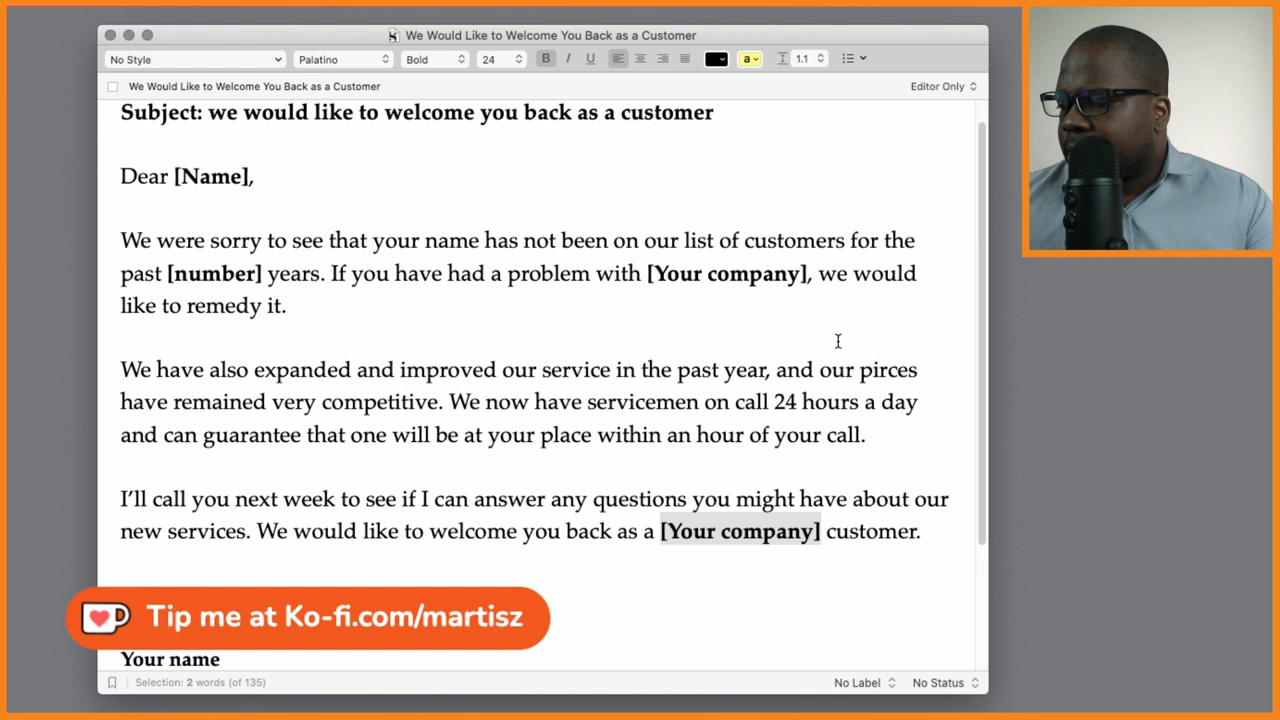 We Would Like to Welcome You Back as a Customer
No Style Palatino Bold 24 B I U a 1.1
We Would Like to Welcome You Back as a Customer Editor Only
Subject: we would like to welcome you back as a customer
Dear [Name],
We were sorry to see that your name has not been on our list of customers for the
past [number] years. If you have had a problem with [Your company], we would
like to remedy it.
We have also expanded and improved our service in the past year, and our pirces
have remained very competitive. We now have servicemen on call 24 hours a day
and can guarantee that one will be at your place within an hour of your call.
I’ll call you next week to see if I can answer any questions you might have about our
new services. We would like to welcome you back as a [Your company] customer.
Tip me at Ko-fi.com/martisz
Your name
Selection: 2 words (of 135) No Label No Status